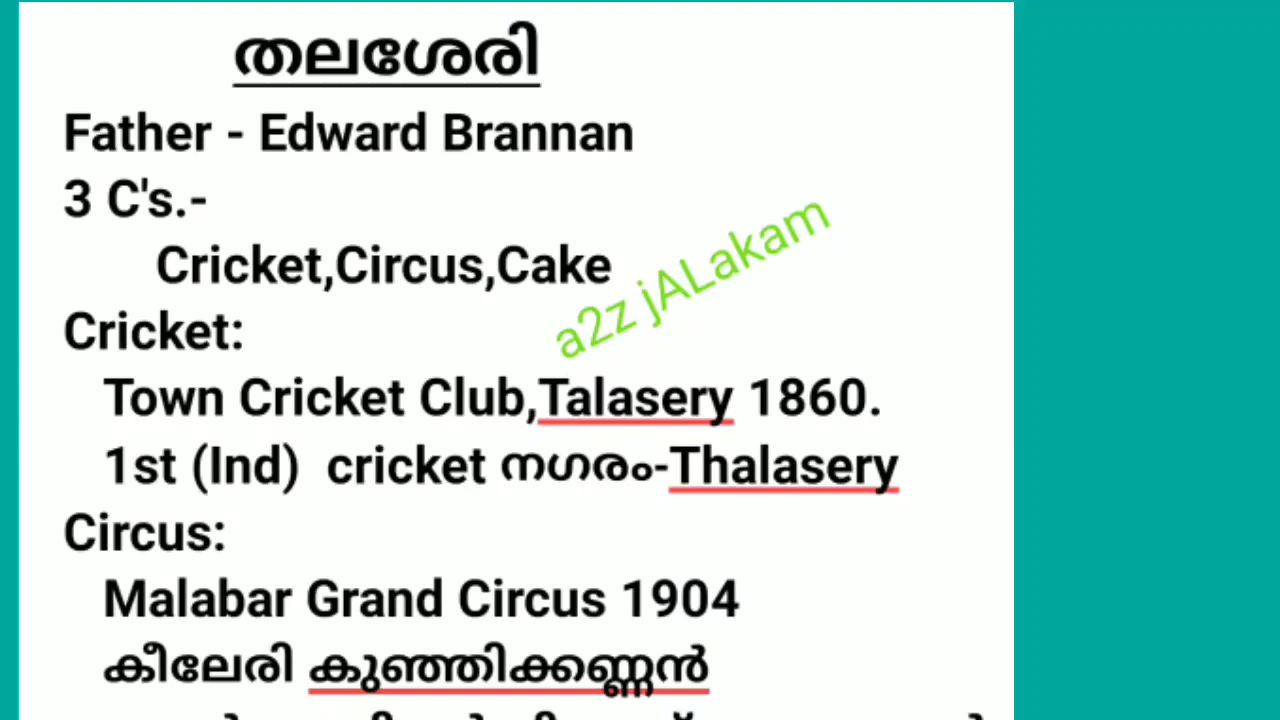 തലശേരി
Father - Edward Brannan
3 C's.-
Cricket,Circus,Cake
a2z jALakam
Cricket:
Town Cricket Club,Talasery 1860.
1st (Ind) cricket നഗരം-Thalasery
Circus:
Malabar Grand Circus 1904
കീലേരി കുഞ്ഞിക്കണ്ണൻ